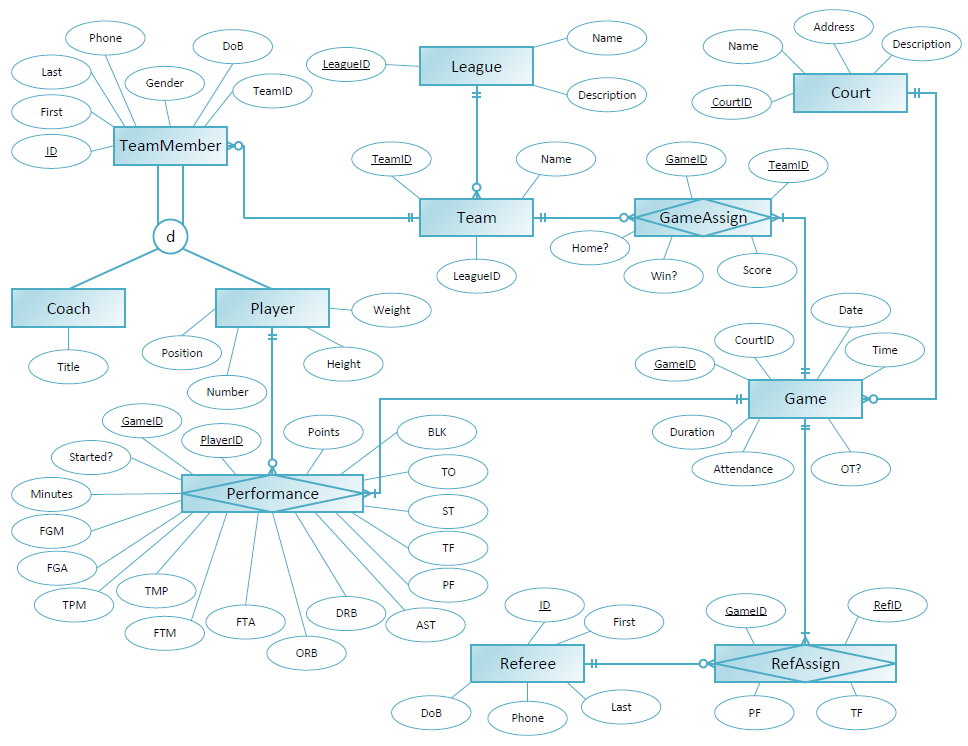 Phone
DoB
Last
Gender
TeamID
First
ID
TeamMember
LeagueID
League
Name
Description
Name
Address
Description
CourtID
Court
TeamID
Name
Team
LeagueID
GameID
TeamID
GameAssign
Home?
Win?
Score
d
Coach
Title
Player
Weight
Position
Number
Height
Date
CourtID
Time
GameID
Game
Duration
Attendance
OT?
GameID
PlayerID
Points
BLK
Started?
TO
Minutes
Performance
ST
FGM
TF
FGA
PF
TPM
TMP
FTM
FTA
ORB
DRB
AST
ID
First
Referee
DoB
Phone
Last
GameID
RefID
RefAssign
PF
TF